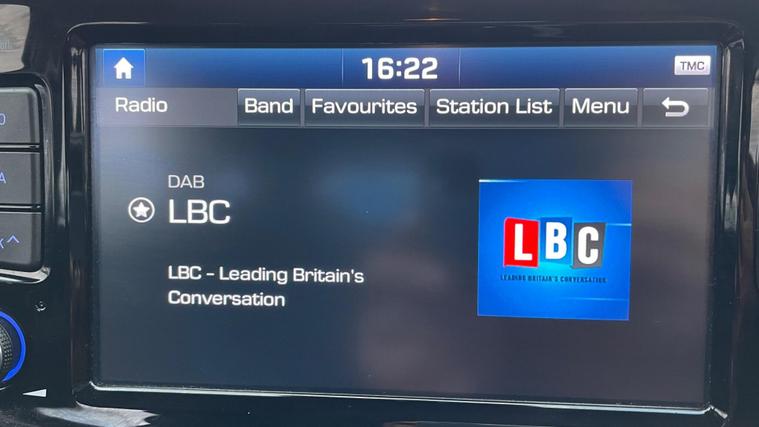 16:22
TMC
Radio
Band
Favourites
Station List
Menu
DAB
LBC
LBC - Leading Britain's
Conversation
LBC
LEADING BRITAIN'S CONVERSATION